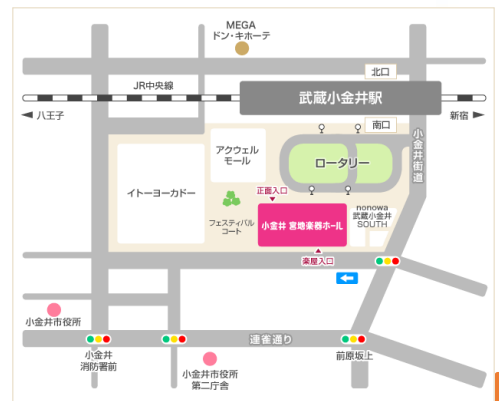 MEGA
ドン・キホーテ
北口
JR中央線
武蔵小金井駅
八王子
新宿
南口
小金井街道
アクウェル
モール
ロータリー
イトーヨーカドー
正面入口
nonowa
武蔵小金井
SOUTH
フェスティバル
コート
小金井 宮地楽器ホール
楽屋入口
小金井市役所
連雀通り
小金井
消防署前
前原坂上
小金井市役所
第二庁舎